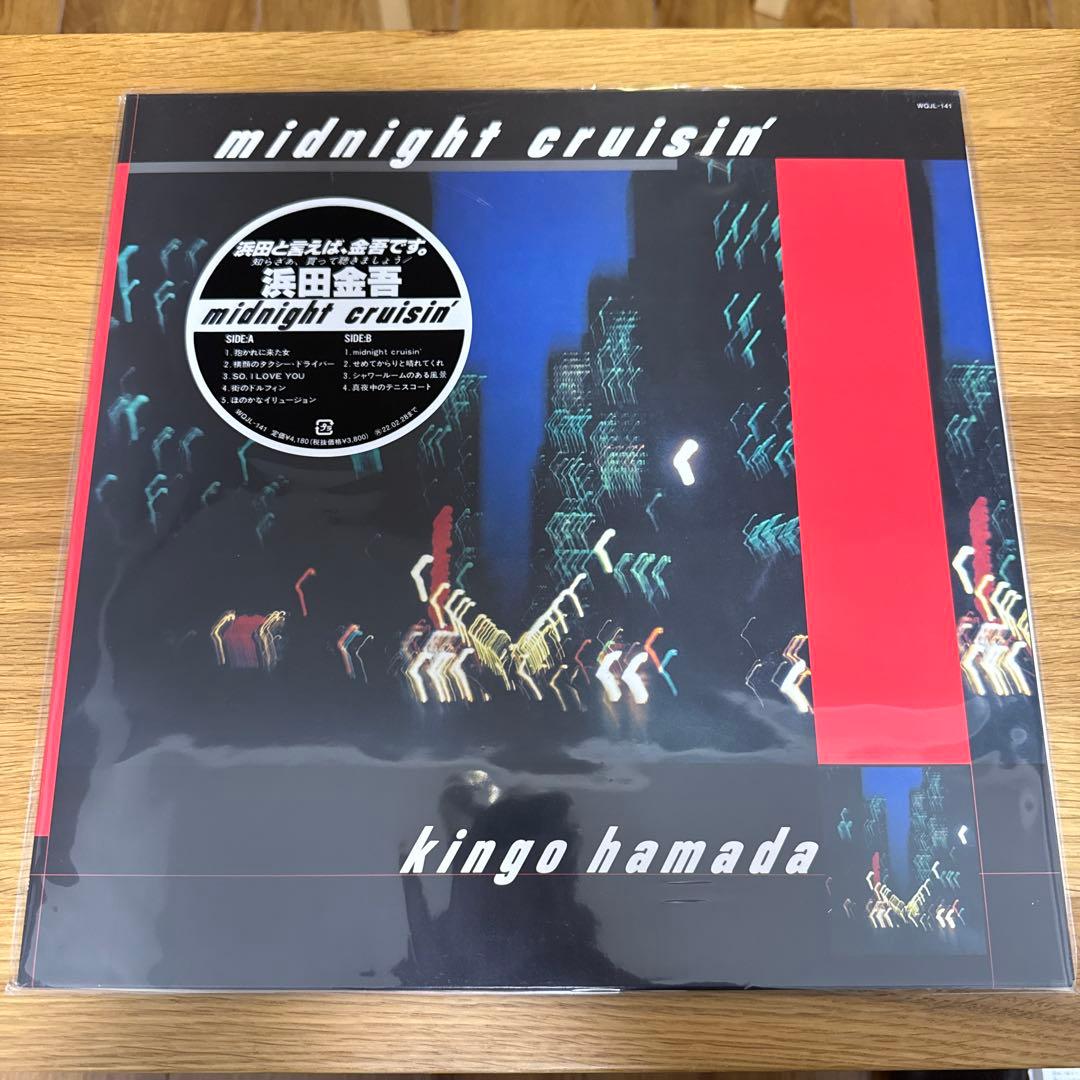 WQJL-141
midnight cruisin'
浜田と言えば、金吾です。
知らざぁ、買って聴きましょう／
浜田金吾
midnight cruisin'
SIDE:A
1. 抱かれに来た女
2. 横顔のタクシー・ドライバー
3. SO, I LOVE YOU
4. 街のドルフィン
5. ほのかなイリュージョン
SIDE:B
1. midnight cruisin'
2. せめてからりと晴れてくれ
3. シャワールームのある風景
4. 真夜中のテニスコート
WQJL-141 定価¥4,180(税抜価格¥3,800) Ⓨ22.02.28まで
kingo hamada